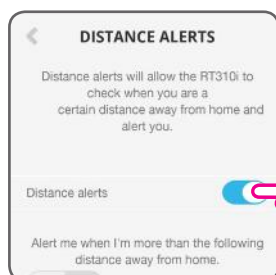 DISTANCE ALERTS
Distance alerts will allow the RT310i to
check when you are a
certain distance away from home and
alert you.
Distance alerts
Alert me when I'm more than the following
distance away from home.